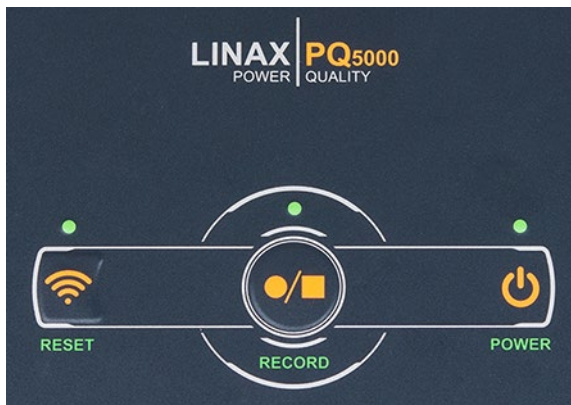 LINAX PQ5000
POWER QUALITY
RESET
RECORD
POWER